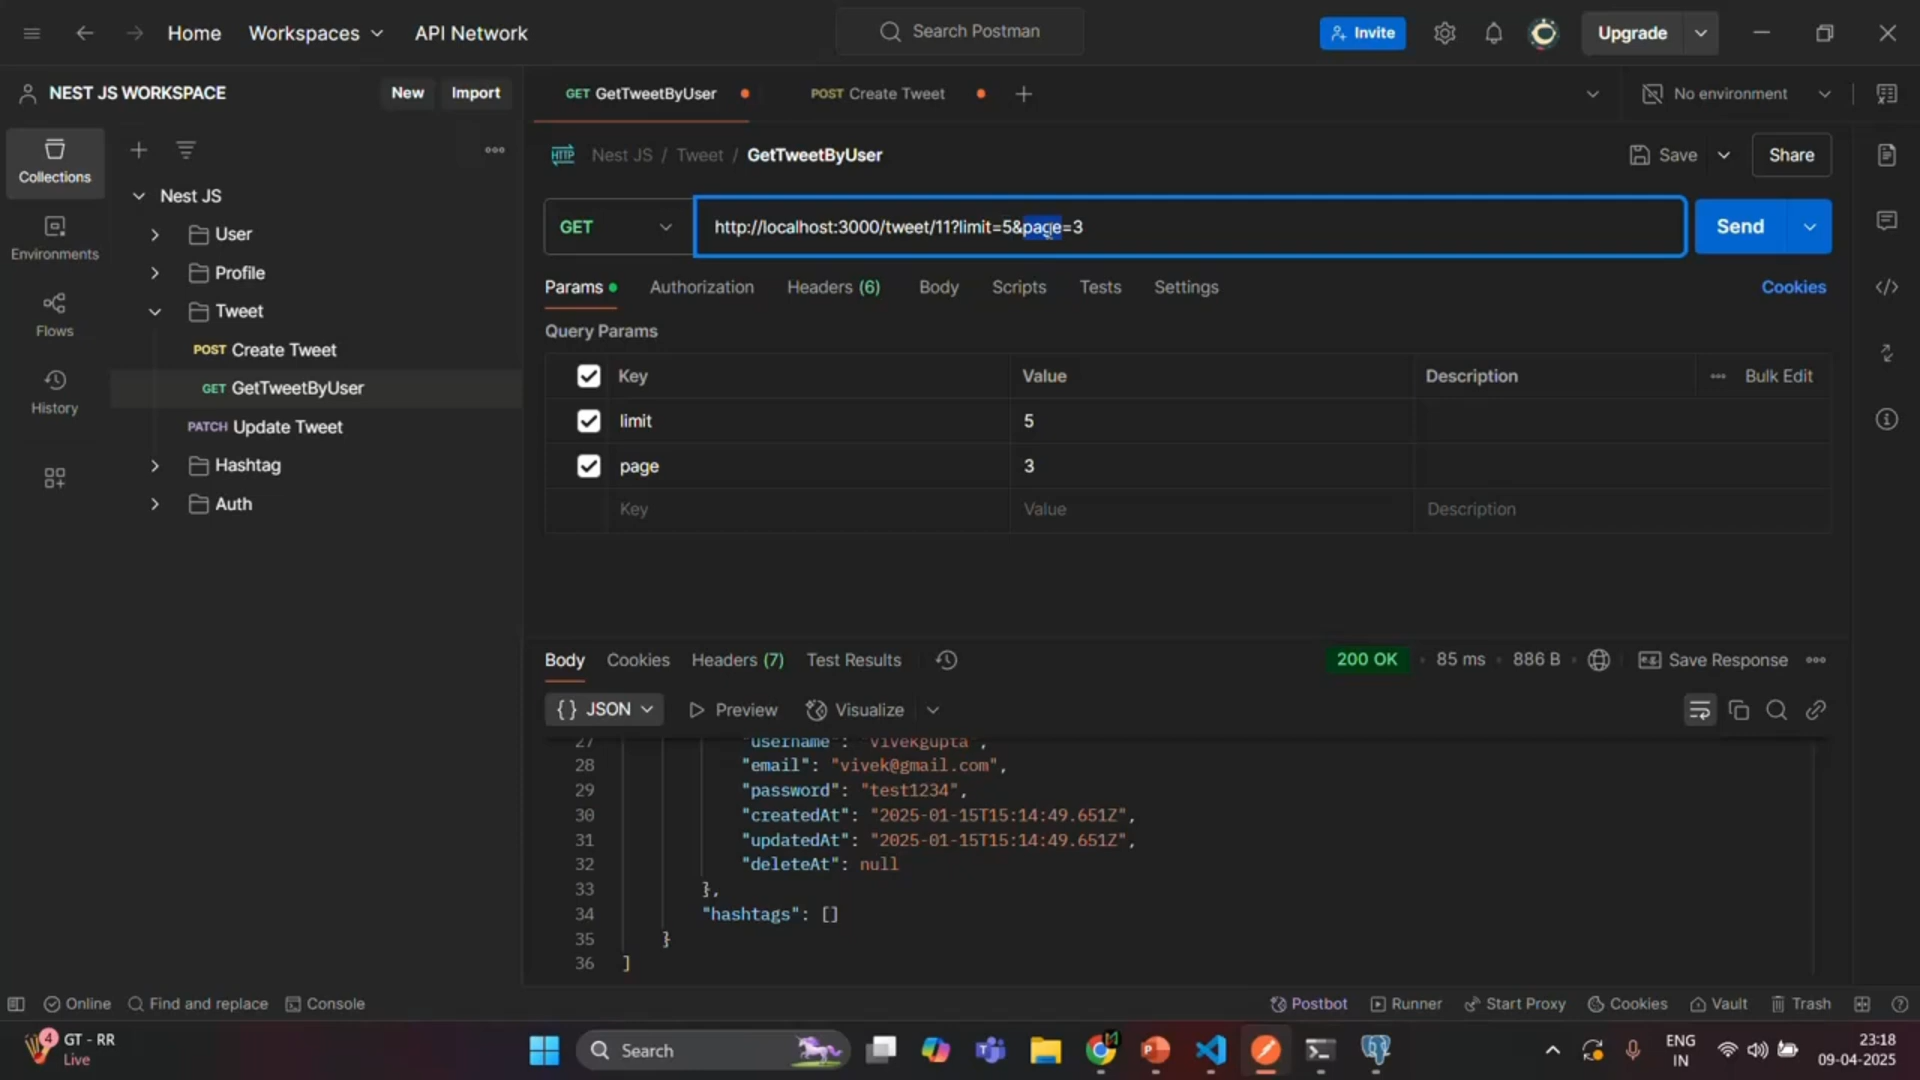 Home Workspaces API Network Search Postman Invite Upgrade
NEST JS WORKSPACE New Import GET GetTweetByUser POST Create Tweet No environment
Collections
Environments
Flows
History
Nest JS
User
Profile
Tweet
POST Create Tweet
GET GetTweetByUser
PATCH Update Tweet
Hashtag
Auth
HTTP Nest JS / Tweet / GetTweetByUser Save Share
GET http://localhost:3000/tweet/11?limit=5&page=3 Send
Params Authorization Headers (6) Body Scripts Tests Settings Cookies
Query Params
Key Value Description Bulk Edit
limit 5
page 3
Key Value Description
Body Cookies Headers (7) Test Results 200 OK 85 ms 886 B Save Response
{} JSON Preview Visualize
27 "username": "vivekgupta",
28 "email": "vivek@gmail.com",
29 "password": "test1234",
30 "createdAt": "2025-01-15T15:14:49.651Z",
31 "updatedAt": "2025-01-15T15:14:49.651Z",
32 "deleteAt": null
33 },
34 "hashtags": []
35 }
36 ]
Online Find and replace Console Postbot Runner Start Proxy Cookies Vault Trash
4 GT - RR
Live
Search
ENG
IN
23:18
09-04-2025